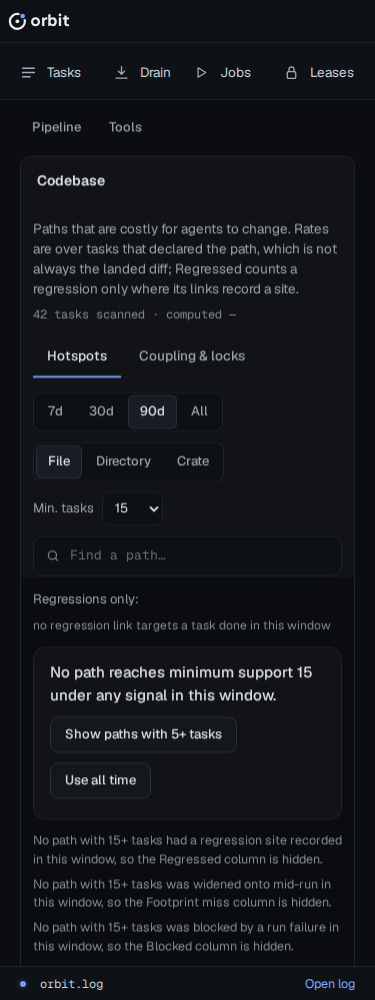 orbit
Tasks Drain Jobs Leases
Pipeline Tools
Codebase
Paths that are costly for agents to change. Rates
are over tasks that declared the path, which is not
always the landed diff; Regressed counts a
regression only where its links record a site.
42 tasks scanned · computed —
Hotspots Coupling & locks
7d 30d 90d All
File Directory Crate
Min. tasks 15
Find a path…
Regressions only:
no regression link targets a task done in this window
No path reaches minimum support 15
under any signal in this window.
Show paths with 5+ tasks
Use all time
No path with 15+ tasks had a regression site recorded
in this window, so the Regressed column is hidden.
No path with 15+ tasks was widened onto mid-run in
this window, so the Footprint miss column is hidden.
No path with 15+ tasks was blocked by a run failure in
this window, so the Blocked column is hidden.
orbit.log Open log